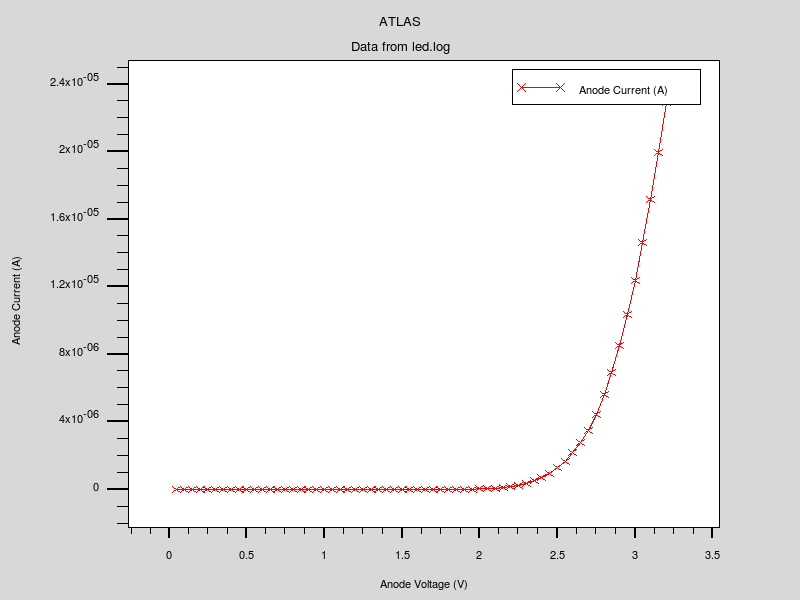 ATLAS
Data from led.log
Anode Current (A)
2.4x10-05
2x10-05
1.6x10-05
1.2x10-05
8x10-06
4x10-06
0
Anode Current (A)
0 0.5 1 1.5 2 2.5 3 3.5
Anode Voltage (V)